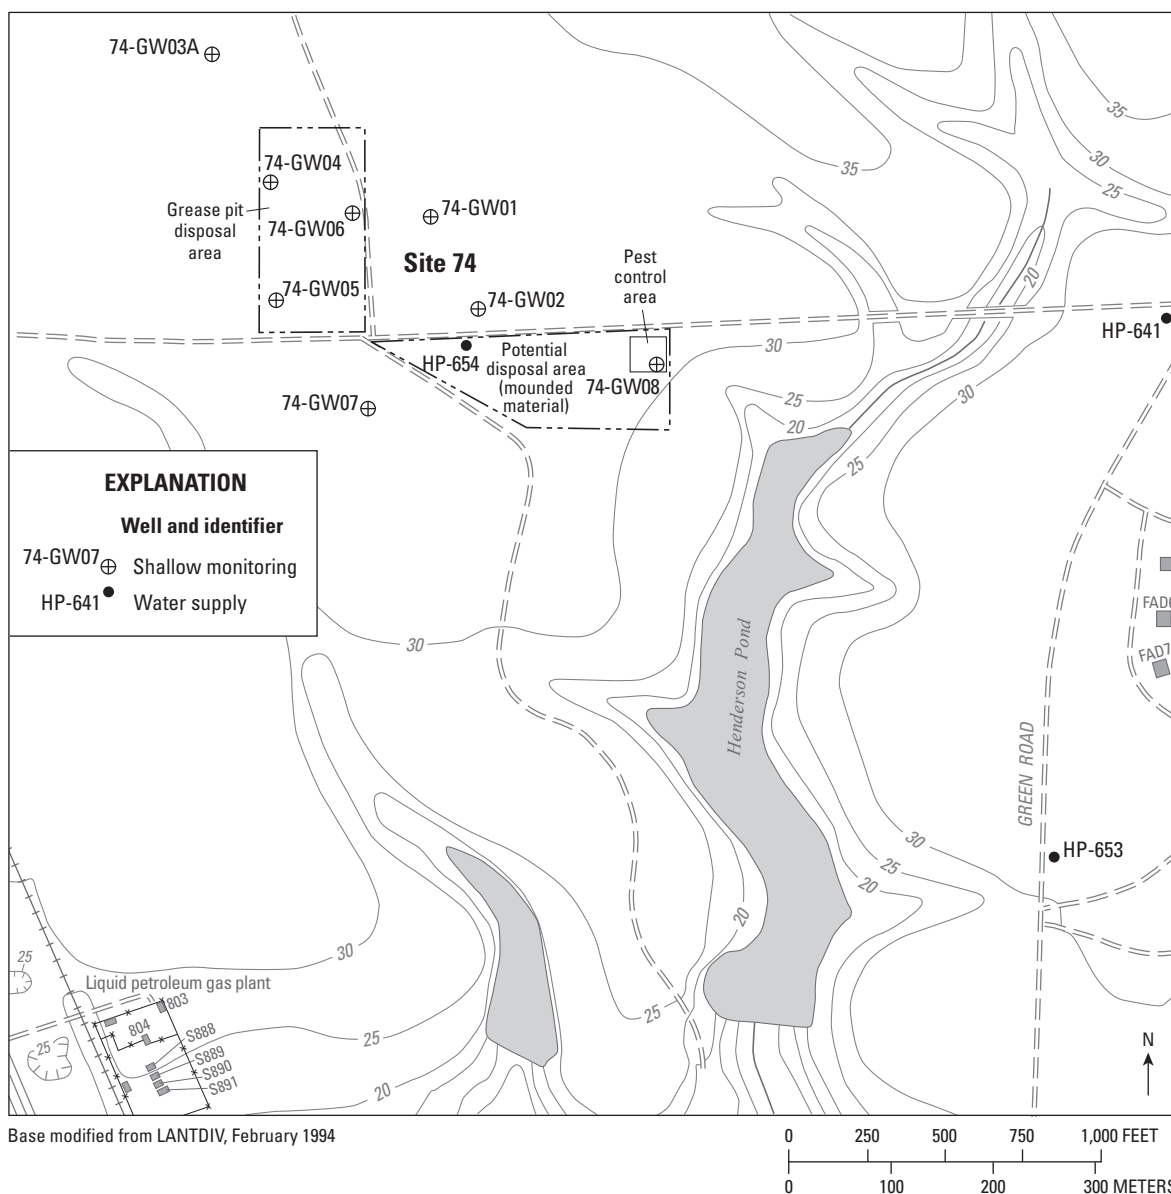 74-GW03A
35
30
25
74-GW04
35
Grease pit
disposal
area
74-GW06
74-GW01
Site 74
Pest
control
area
20
74-GW05
74-GW02
HP-641
HP-654
Potential
disposal area
(mounded
material)
30
74-GW08
25
30
74-GW07
20
25
EXPLANATION
Well and identifier
74-GW07
Shallow monitoring
HP-641
Water supply
30
Henderson Pond
FAD7
GREEN ROAD
30
HP-653
25
20
20
25
30
Liquid petroleum gas plant
803
804
S888
S889
S890
S891
25
25
25
20
N
Base modified from LANTDIV, February 1994
0 250 500 750 1,000 FEET
0 100 200 300 METERS